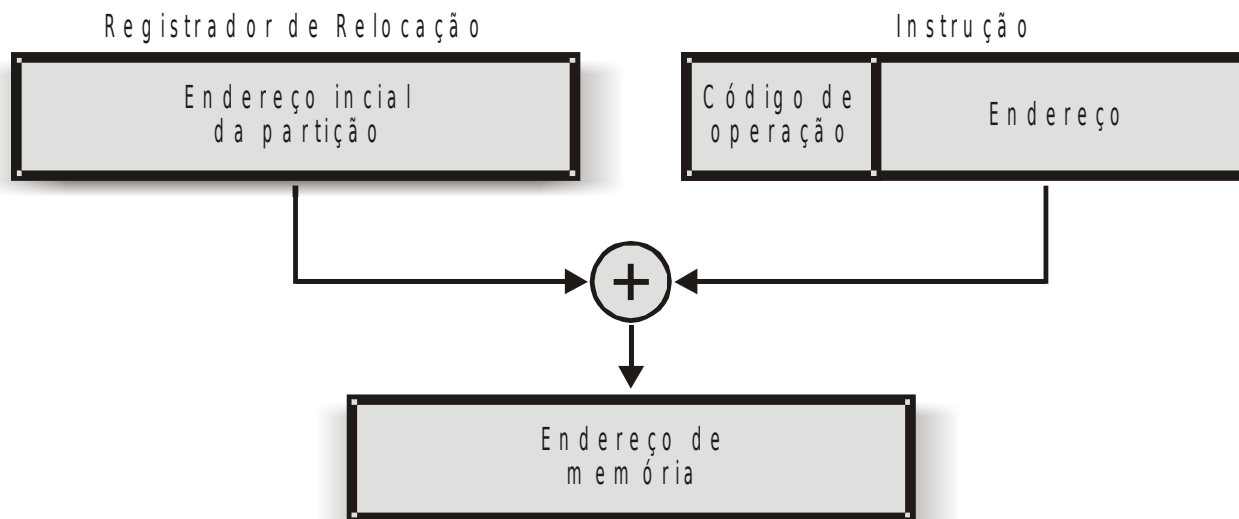 Registrador de Relocação
Instrução
Endereço incial
da partição
Código de
operação
Endereço
+
Endereço de
memória